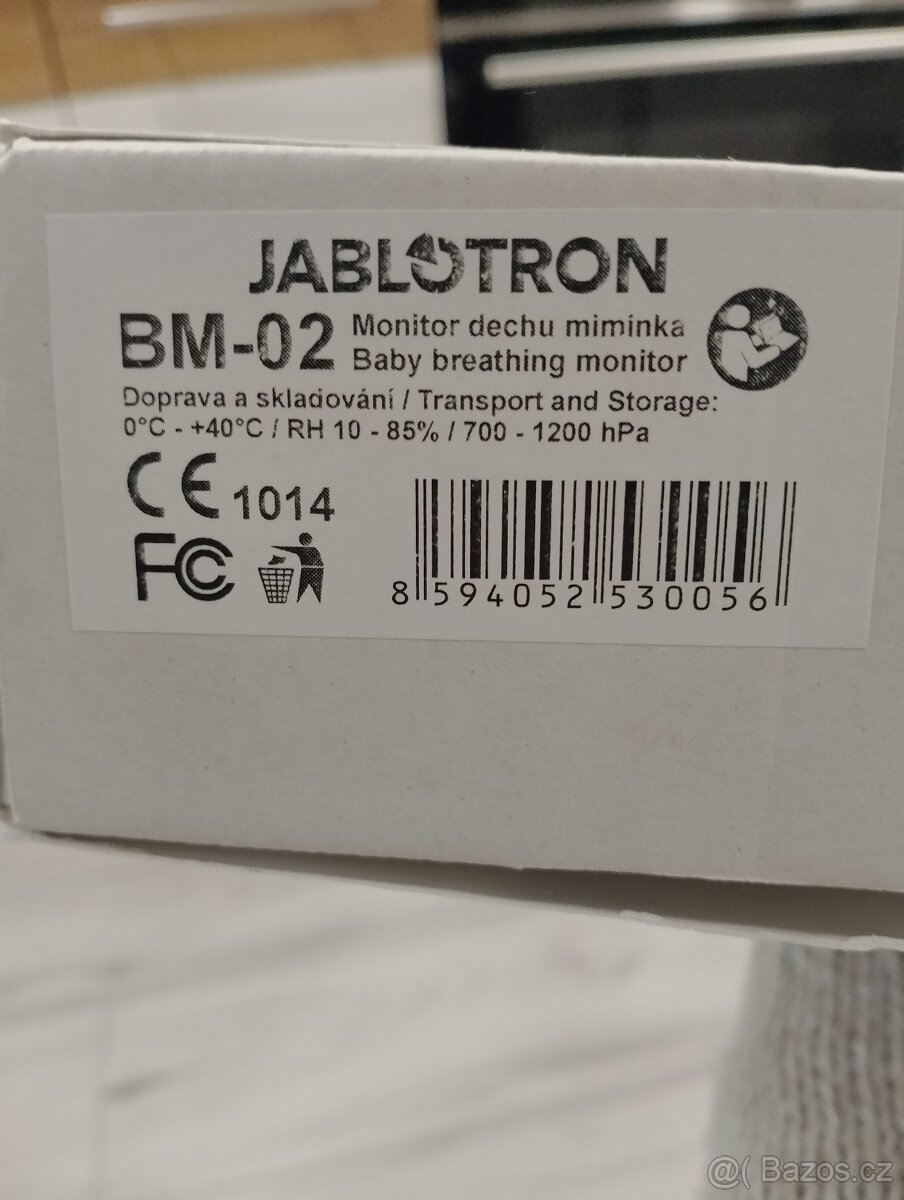 JABLOTRON
BM-02 Monitor dechu miminka
Baby breathing monitor
Doprava a skladování / Transport and Storage:
0°C - +40°C / RH 10 - 85% / 700 - 1200 hPa
CE 1014
FC
8 594052 530056
@( Bazos.cz